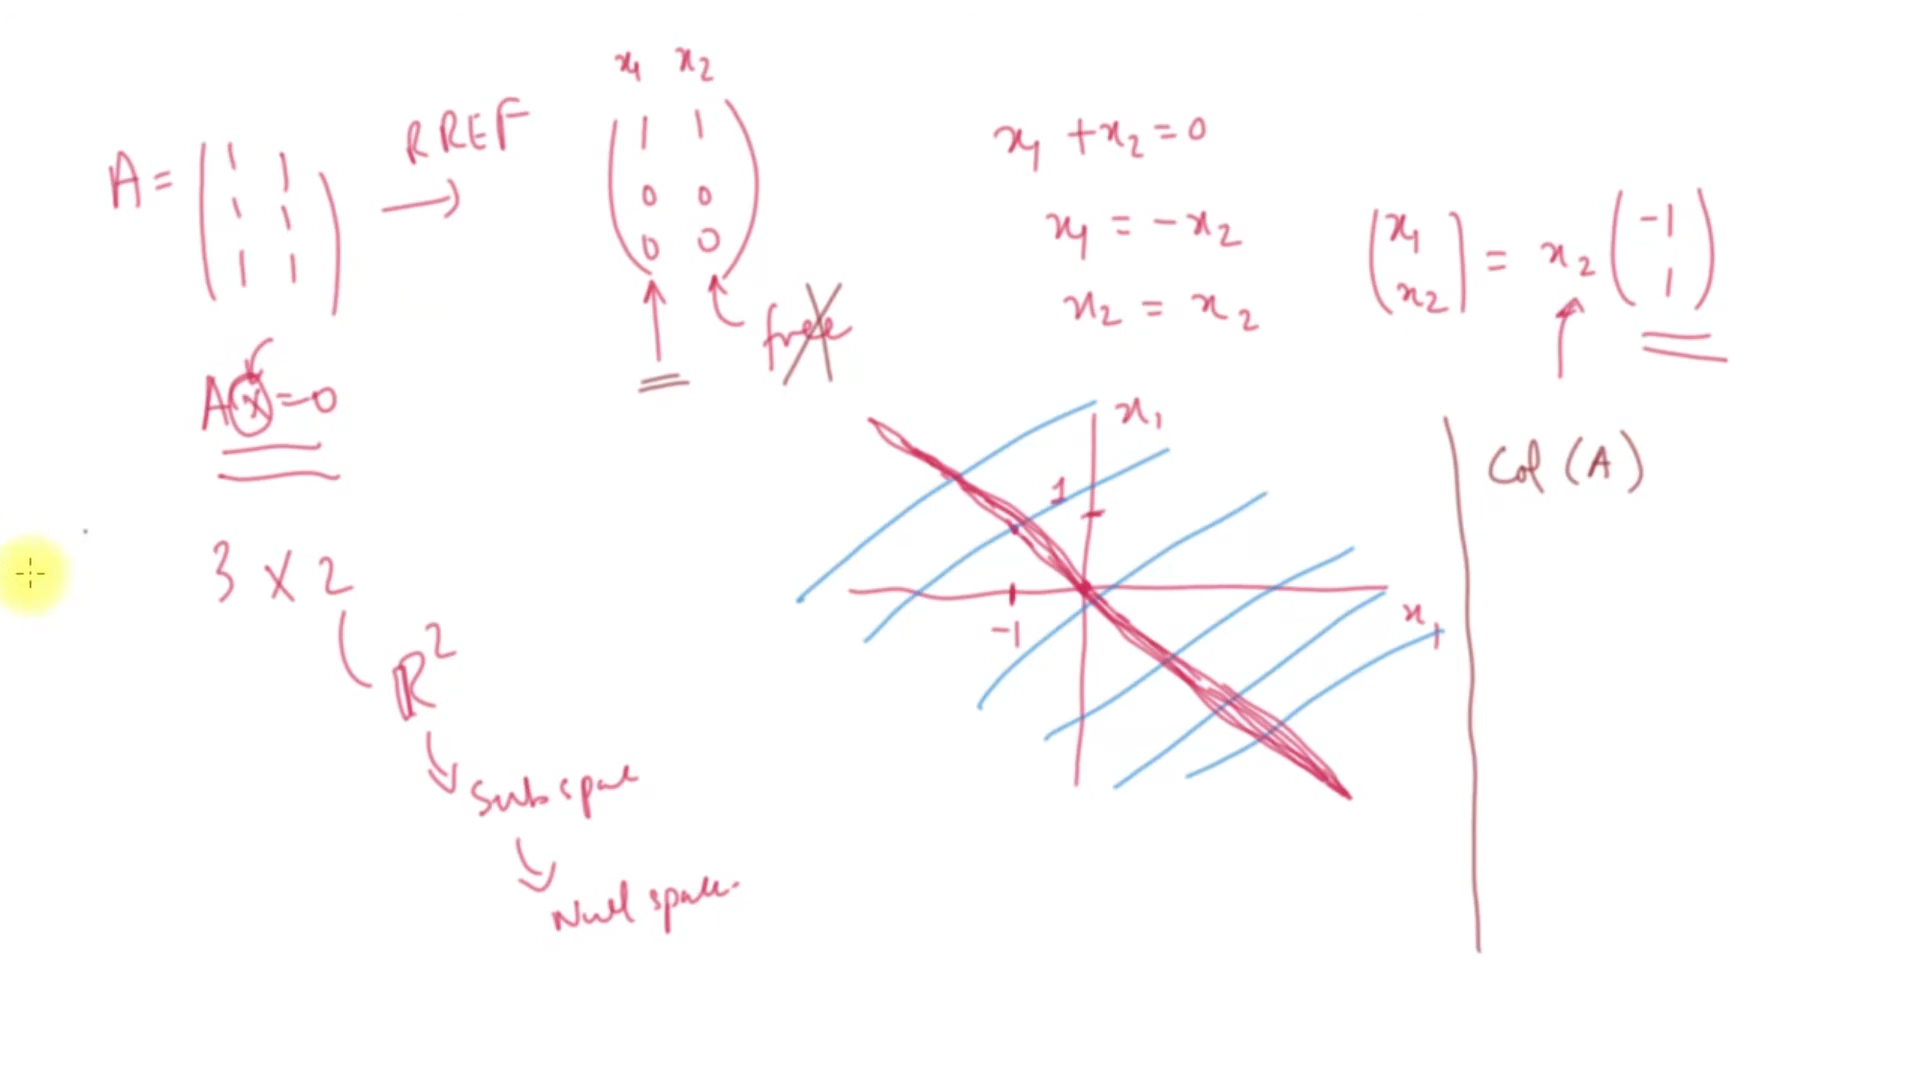 x₁ x₂
A = ( 1 1
1 1
1 1 )
RREF
→
( 1 1
0 0
0 0 )
free
x₁ + x₂ = 0
x₁ = -x₂
x₂ = x₂
( x₁
x₂ ) = x₂ ( -1
1 )
Ax = 0
3 × 2
ℝ²
Subspace
Null space.
x₁
1
-1
x₁
Col (A)